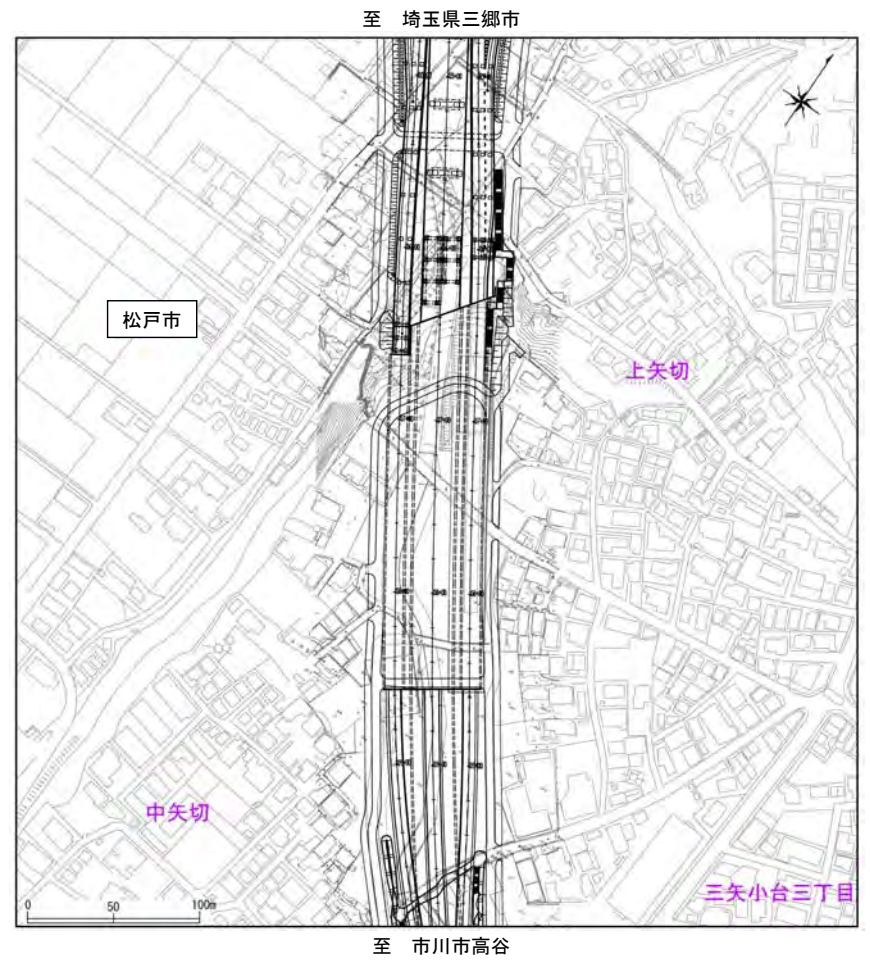 至　埼玉県三郷市
松戸市
上矢切
中矢切
三矢小台三丁目
0 50 100m
至　市川市高谷